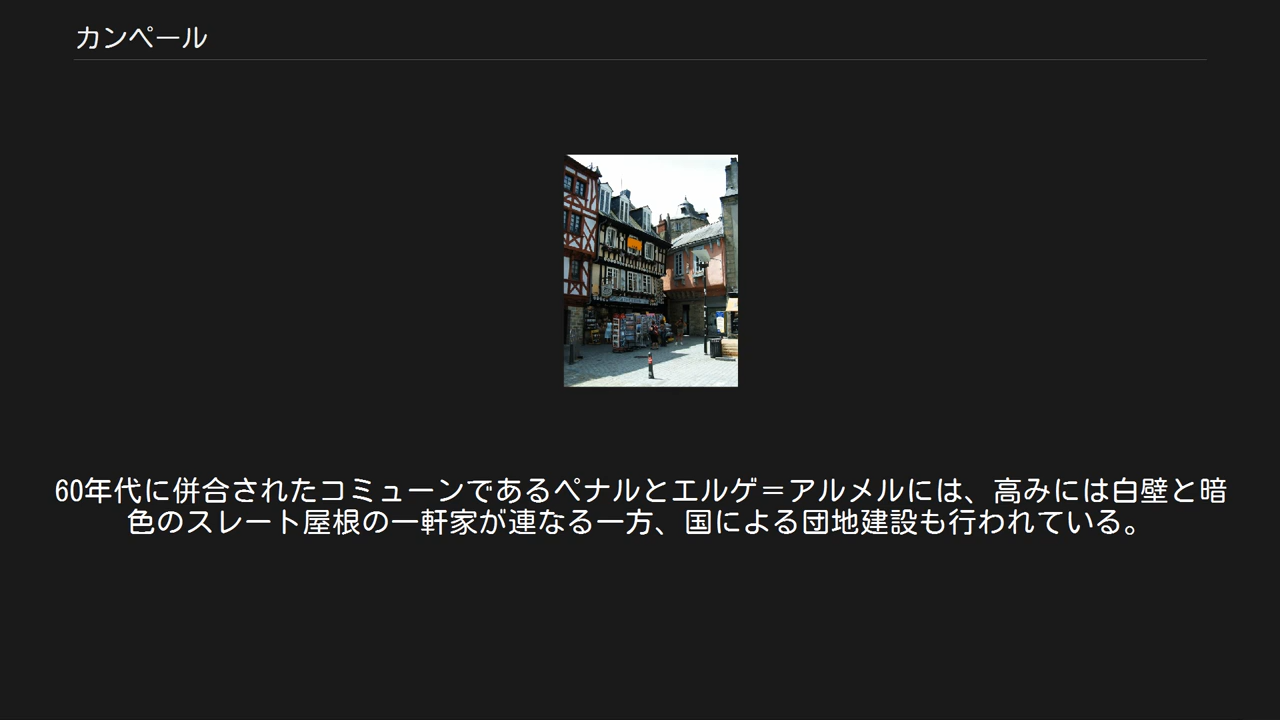 カンペール
60年代に併合されたコミューンであるペナルとエルゲ＝アルメルには、高みには白壁と暗
色のスレート屋根の一軒家が連なる一方、国による団地建設も行われている。